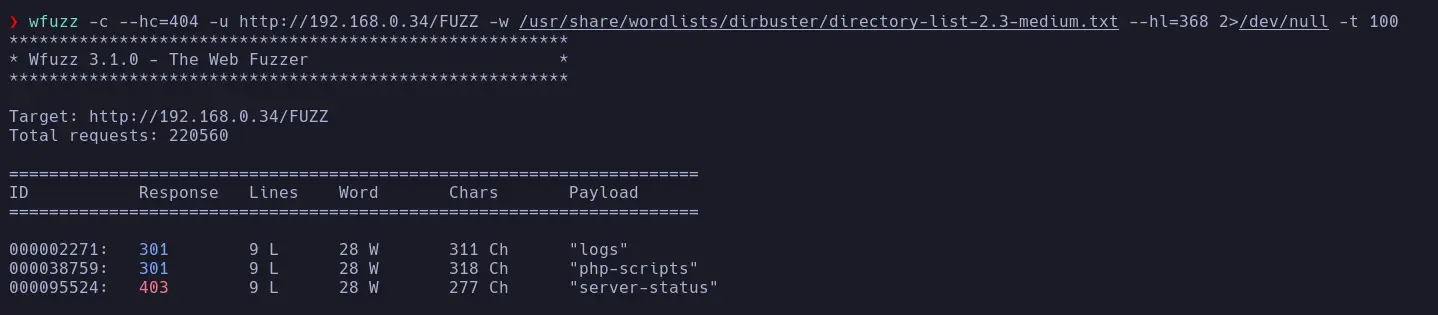 ❯ wfuzz -c --hc=404 -u http://192.168.0.34/FUZZ -w /usr/share/wordlists/dirbuster/directory-list-2.3-medium.txt --hl=368 2>/dev/null -t 100
********************************************************
* Wfuzz 3.1.0 - The Web Fuzzer                         *
********************************************************
Target: http://192.168.0.34/FUZZ
Total requests: 220560
=====================================================================
ID           Response   Lines    Word       Chars       Payload
=====================================================================
000002271:   301        9 L      28 W       311 Ch      "logs"
000038759:   301        9 L      28 W       318 Ch      "php-scripts"
000095524:   403        9 L      28 W       277 Ch      "server-status"